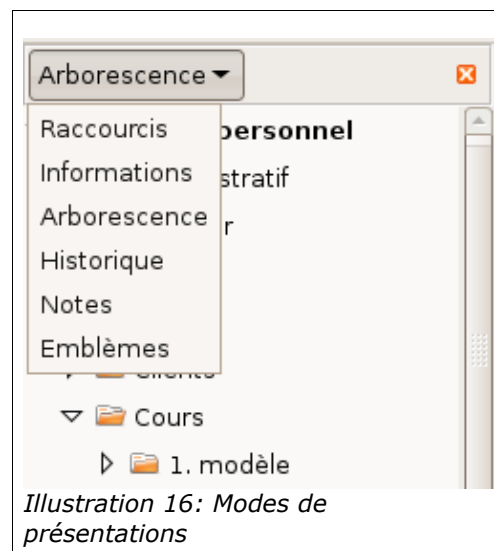 Arborescence
Raccourcis
personnel
Informations
stratif
Arborescence
r
Historique
Notes
Emblèmes
Cours
1. modèle
Illustration 16: Modes de
présentations